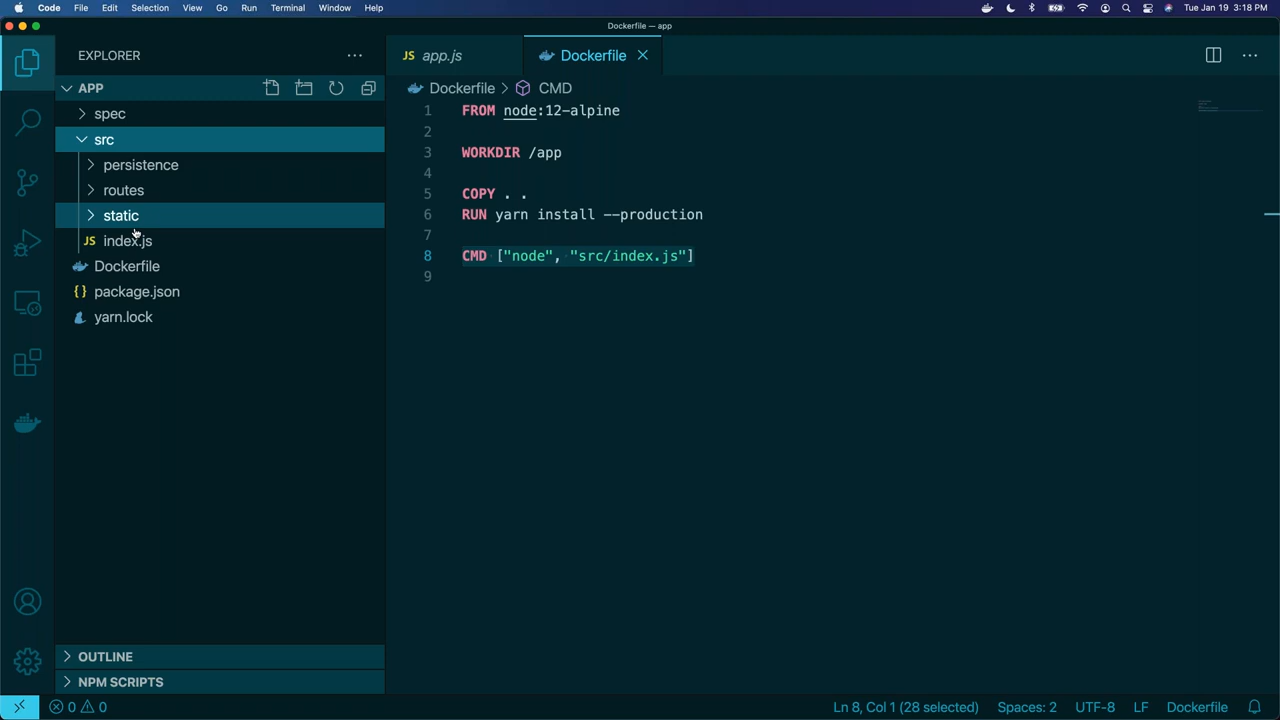 Code File Edit Selection View Go Run Terminal Window Help Tue Jan 19 3:18 PM
Dockerfile — app
EXPLORER
APP
spec
src
persistence
routes
static
JS index.js
Dockerfile
{} package.json
yarn.lock
OUTLINE
NPM SCRIPTS
JS app.js
Dockerfile
Dockerfile > CMD
1 FROM node:12-alpine
2
3 WORKDIR /app
4
5 COPY . .
6 RUN yarn install --production
7
8 CMD ["node", "src/index.js"]
9
0 0 Ln 8, Col 1 (28 selected) Spaces: 2 UTF-8 LF Dockerfile